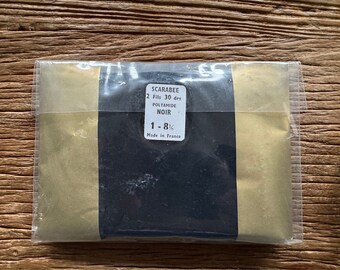 SCARABEE
2 Fils 30 drs
POLYAMIDE
NOIR
1 - 8½
Made in France